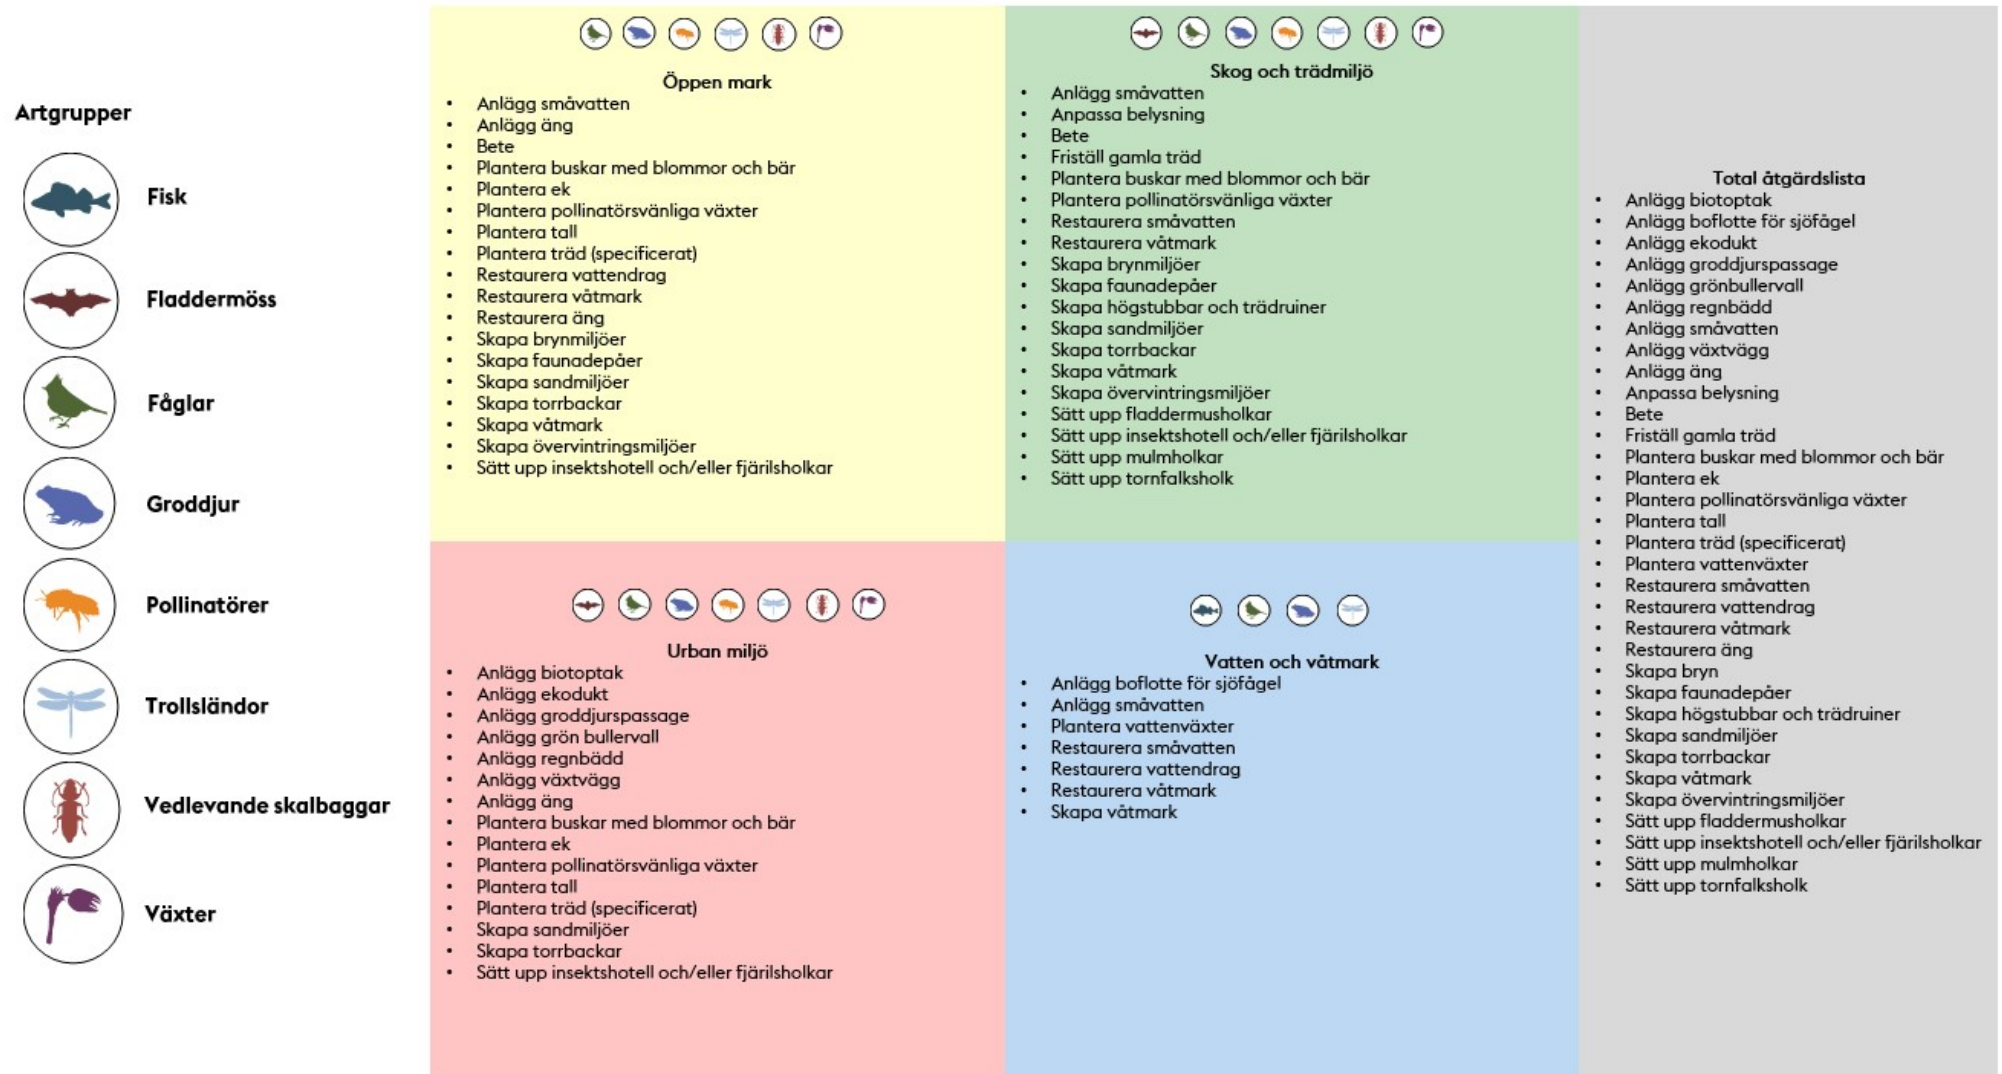 Artgrupper
Fisk
Fladdermöss
Fåglar
Groddjur
Pollinatörer
Trollsländor
Vedlevande skalbaggar
Växter
Öppen mark
• Anlägg småvatten
• Anlägg äng
• Bete
• Plantera buskar med blommor och bär
• Plantera ek
• Plantera pollinatörsvänliga växter
• Plantera tall
• Plantera träd (specificerat)
• Restaurera vattendrag
• Restaurera våtmark
• Restaurera äng
• Skapa brynmiljöer
• Skapa faunadepåer
• Skapa sandmiljöer
• Skapa torrbackar
• Skapa våtmark
• Skapa övervintringsmiljöer
• Sätt upp insektshotell och/eller fjärilsholkar
Skog och trädmiljö
• Anlägg småvatten
• Anpassa belysning
• Bete
• Friställ gamla träd
• Plantera buskar med blommor och bär
• Plantera pollinatörsvänliga växter
• Restaurera småvatten
• Restaurera våtmark
• Skapa brynmiljöer
• Skapa faunadepåer
• Skapa högstubbar och trädruiner
• Skapa sandmiljöer
• Skapa torrbackar
• Skapa våtmark
• Skapa övervintringsmiljöer
• Sätt upp fladdermusholkar
• Sätt upp insektshotell och/eller fjärilsholkar
• Sätt upp mulmholkar
• Sätt upp tornfalksholk
Urban miljö
• Anlägg biotoptak
• Anlägg ekodukt
• Anlägg groddjurspassage
• Anlägg grön bullervall
• Anlägg regnbädd
• Anlägg växtvägg
• Anlägg äng
• Plantera buskar med blommor och bär
• Plantera ek
• Plantera pollinatörsvänliga växter
• Plantera tall
• Plantera träd (specificerat)
• Skapa sandmiljöer
• Skapa torrbackar
• Sätt upp insektshotell och/eller fjärilsholkar
Vatten och våtmark
• Anlägg boflotte för sjöfågel
• Anlägg småvatten
• Plantera vattenväxter
• Restaurera småvatten
• Restaurera vattendrag
• Restaurera våtmark
• Skapa våtmark
Total åtgärdslista
• Anlägg biotoptak
• Anlägg boflotte för sjöfågel
• Anlägg ekodukt
• Anlägg groddjurspassage
• Anlägg grönbullervall
• Anlägg regnbädd
• Anlägg småvatten
• Anlägg växtvägg
• Anlägg äng
• Anpassa belysning
• Bete
• Friställ gamla träd
• Plantera buskar med blommor och bär
• Plantera ek
• Plantera pollinatörsvänliga växter
• Plantera tall
• Plantera träd (specificerat)
• Plantera vattenväxter
• Restaurera småvatten
• Restaurera vattendrag
• Restaurera våtmark
• Restaurera äng
• Skapa bryn
• Skapa faunadepåer
• Skapa högstubbar och trädruiner
• Skapa sandmiljöer
• Skapa torrbackar
• Skapa våtmark
• Skapa övervintringsmiljöer
• Sätt upp fladdermusholkar
• Sätt upp insektshotell och/eller fjärilsholkar
• Sätt upp mulmholkar
• Sätt upp tornfalksholk